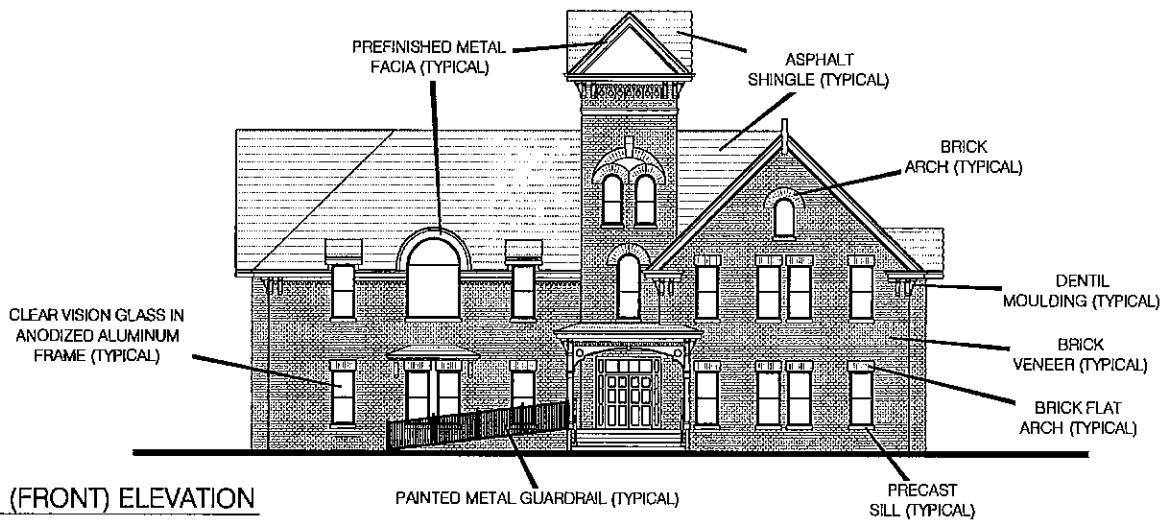 PREFINISHED METAL
FACIA (TYPICAL)
ASPHALT
SHINGLE (TYPICAL)
BRICK
ARCH (TYPICAL)
DENTIL
MOULDING (TYPICAL)
CLEAR VISION GLASS IN
ANODIZED ALUMINUM
FRAME (TYPICAL)
BRICK
VENEER (TYPICAL)
BRICK FLAT
ARCH (TYPICAL)
PRECAST
SILL (TYPICAL)
PAINTED METAL GUARDRAIL (TYPICAL)
(FRONT) ELEVATION